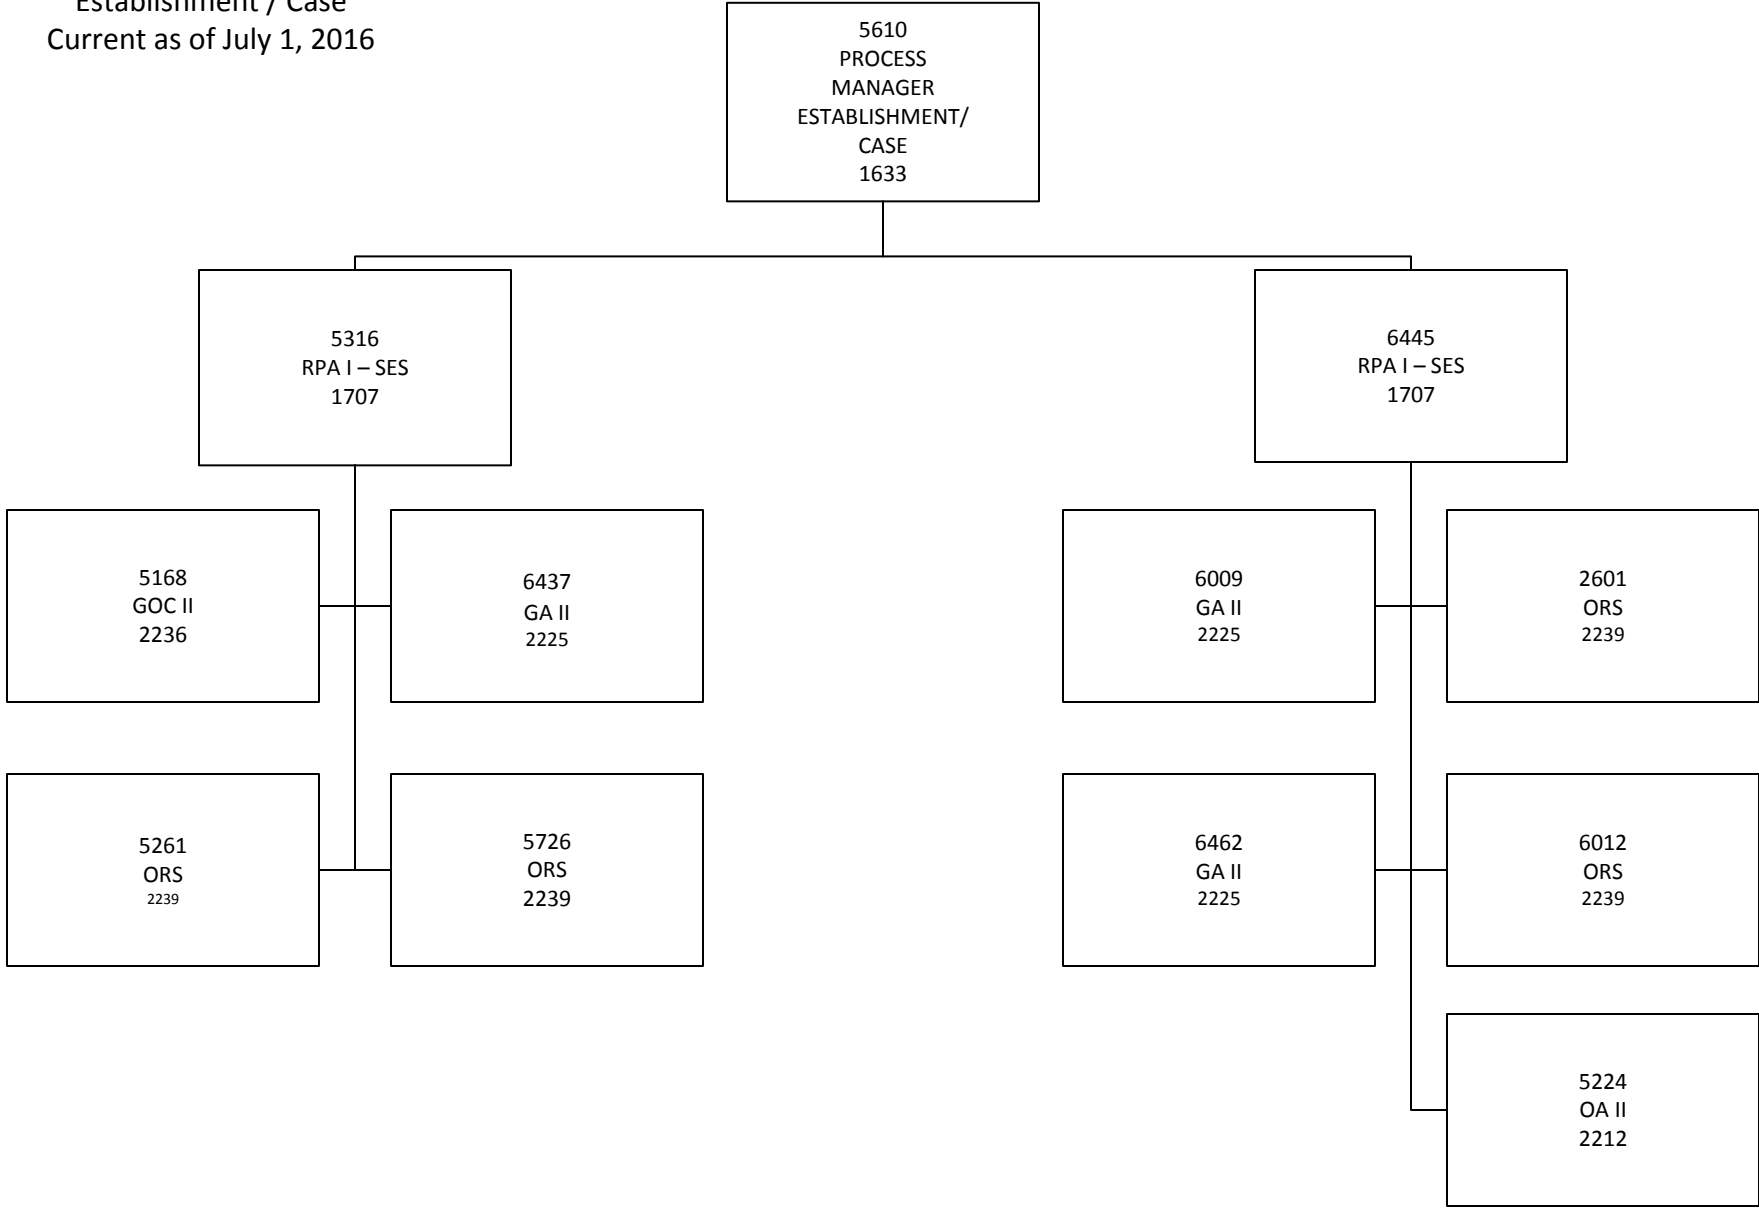 Establishment / Case
Current as of July 1, 2016
5610
PROCESS
MANAGER
ESTABLISHMENT/
CASE
1633
5316
RPA I – SES
1707
6445
RPA I – SES
1707
5168
GOC II
2236
6437
GA II
2225
6009
GA II
2225
2601
ORS
2239
5261
ORS
2239
5726
ORS
2239
6462
GA II
2225
6012
ORS
2239
5224
OA II
2212